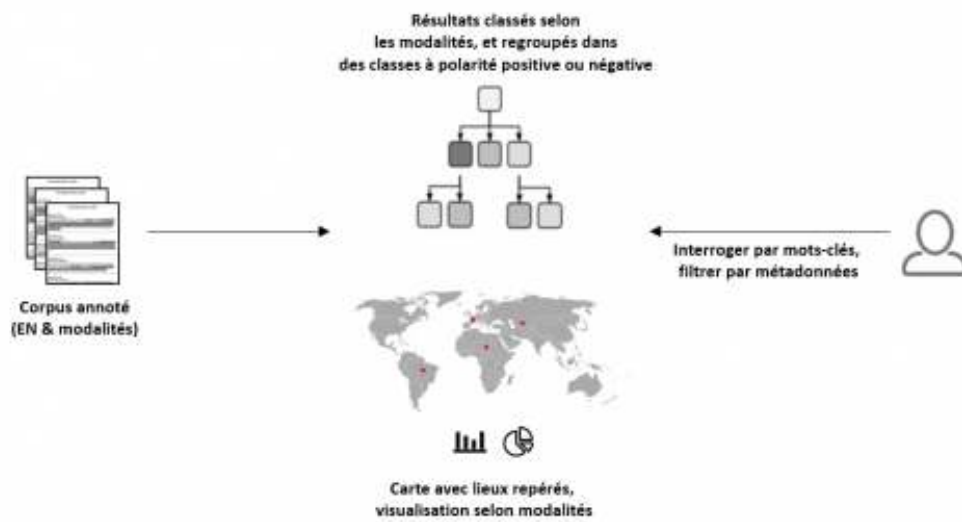 Résultats classés selon
les modalités, et regroupés dans
des classes à polarité positive ou négative
Corpus annoté
(EN & modalités)
Interroger par mots-clés,
filtrer par métadonnées
Carte avec lieux repérés,
visualisation selon modalités